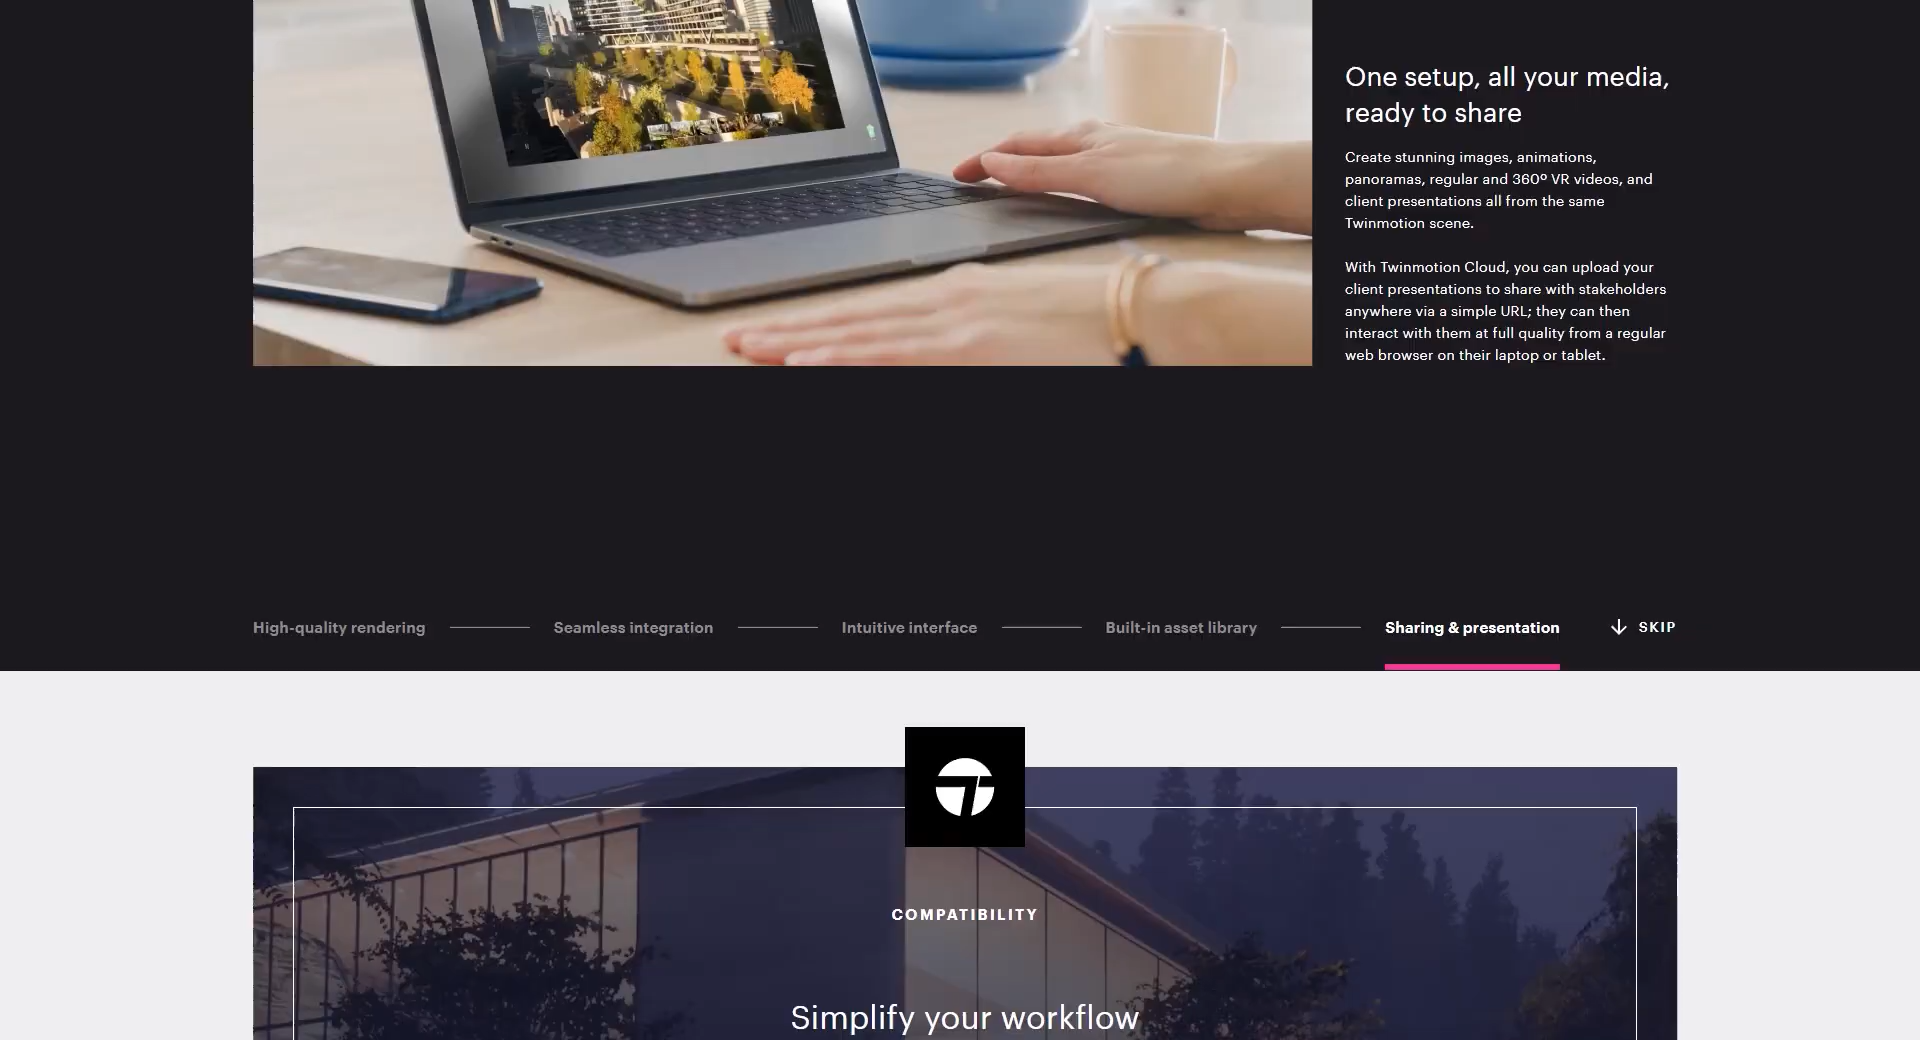 One setup, all your media,
ready to share
Create stunning images, animations,
panoramas, regular and 360º VR videos, and
client presentations all from the same
Twinmotion scene.
With Twinmotion Cloud, you can upload your
client presentations to share with stakeholders
anywhere via a simple URL; they can then
interact with them at full quality from a regular
web browser on their laptop or tablet.
High-quality rendering
Seamless integration
Intuitive interface
Built-in asset library
Sharing & presentation
SKIP
COMPATIBILITY
Simplify your workflow